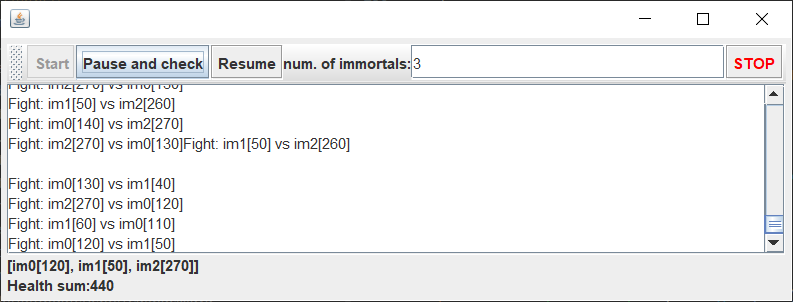 Start Pause and check Resume num. of immortals: 3 STOP
Fight: im2[270] vs im0[130]
Fight: im1[50] vs im2[260]
Fight: im0[140] vs im2[270]
Fight: im2[270] vs im0[130]Fight: im1[50] vs im2[260]
Fight: im0[130] vs im1[40]
Fight: im2[270] vs im0[120]
Fight: im1[60] vs im0[110]
Fight: im0[120] vs im1[50]
[im0[120], im1[50], im2[270]]
Health sum:440